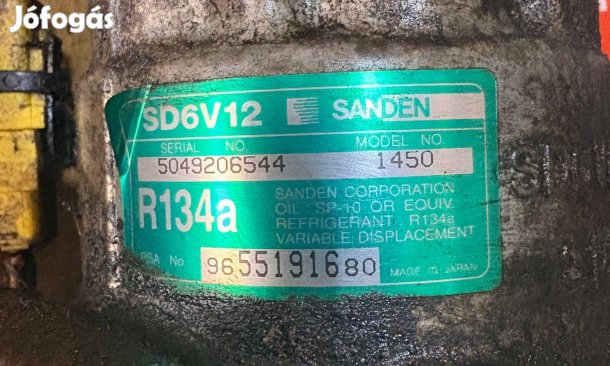 Jófogás
SD6V12 SANDEN
SERIAL NO. MODEL NO.
5049206544 1450
R134a
SANDEN CORPORATION
OIL SP-10 OR EQUIV.
REFRIGERANT R134a
VARIABLE DISPLACEMENT
No 9655191680
MADE IN JAPAN